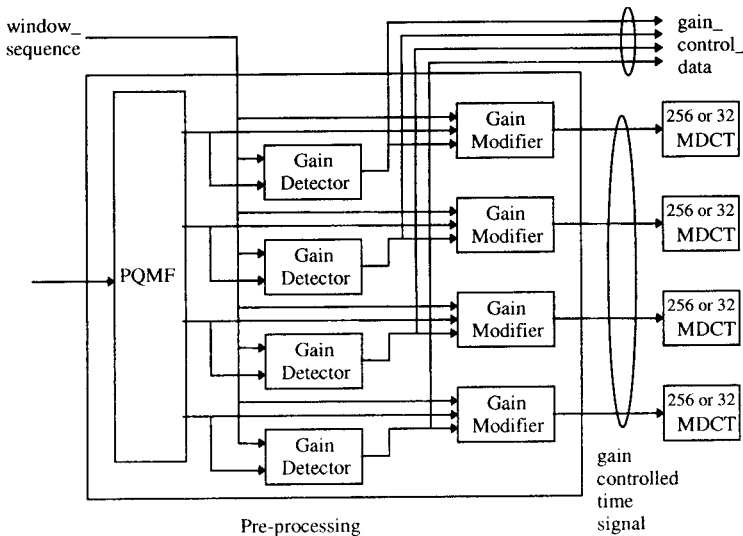 window_
sequence
gain_
control_
data
PQMF
Gain
Detector
Gain
Modifier
256 or 32
MDCT
Gain
Detector
Gain
Modifier
256 or 32
MDCT
Gain
Detector
Gain
Modifier
256 or 32
MDCT
Gain
Detector
Gain
Modifier
256 or 32
MDCT
gain
controlled
time
signal
Pre-processing